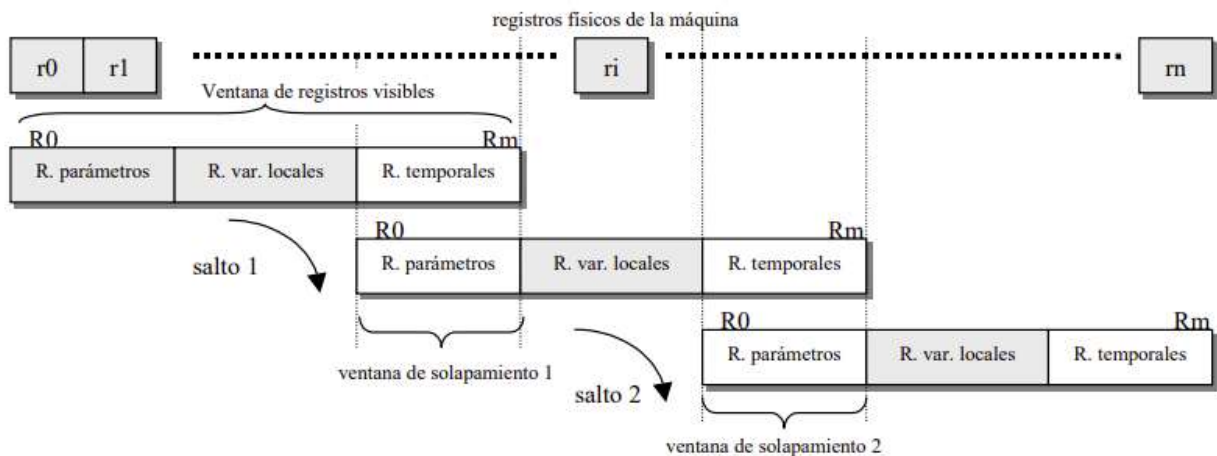 registros físicos de la máquina
r0 r1 ri rn
Ventana de registros visibles
R0 Rm
R. parámetros R. var. locales R. temporales
R0 Rm
salto 1
R. parámetros R. var. locales R. temporales
R0 Rm
R. parámetros R. var. locales R. temporales
ventana de solapamiento 1
salto 2
ventana de solapamiento 2